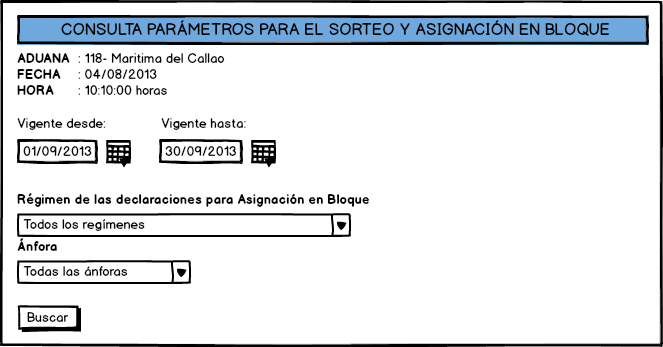 CONSULTA PARÁMETROS PARA EL SORTEO Y ASIGNACIÓN EN BLOQUE
ADUANA : 118- Maritima del Callao
FECHA : 04/08/2013
HORA : 10:10:00 horas
Vigente desde: Vigente hasta:
01/09/2013 30/09/2013
Régimen de las declaraciones para Asignación en Bloque
Todos los regímenes
Ánfora
Todas las ánforas
Buscar